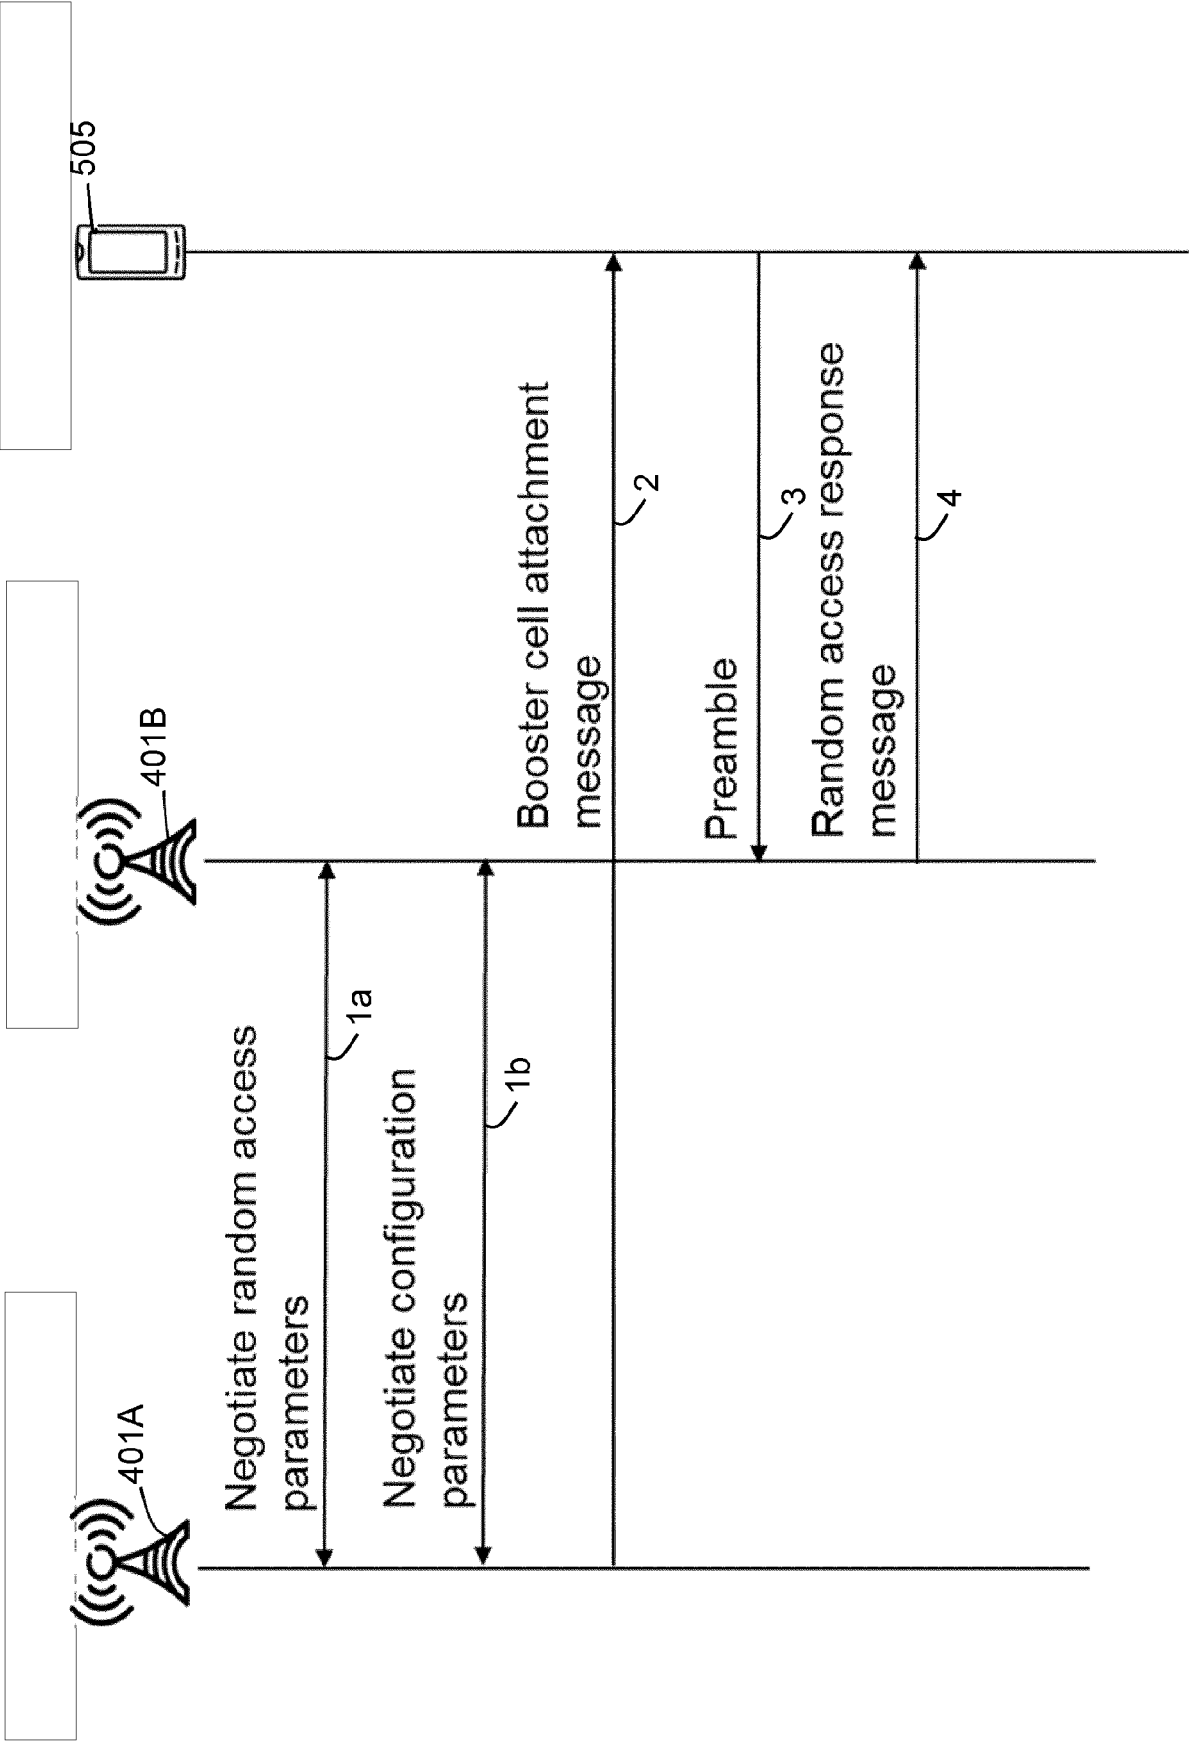 401A
401B
505
Negotiate random access
parameters
1a
Negotiate configuration
parameters
1b
Booster cell attachment
message
2
Preamble
3
Random access response
message
4